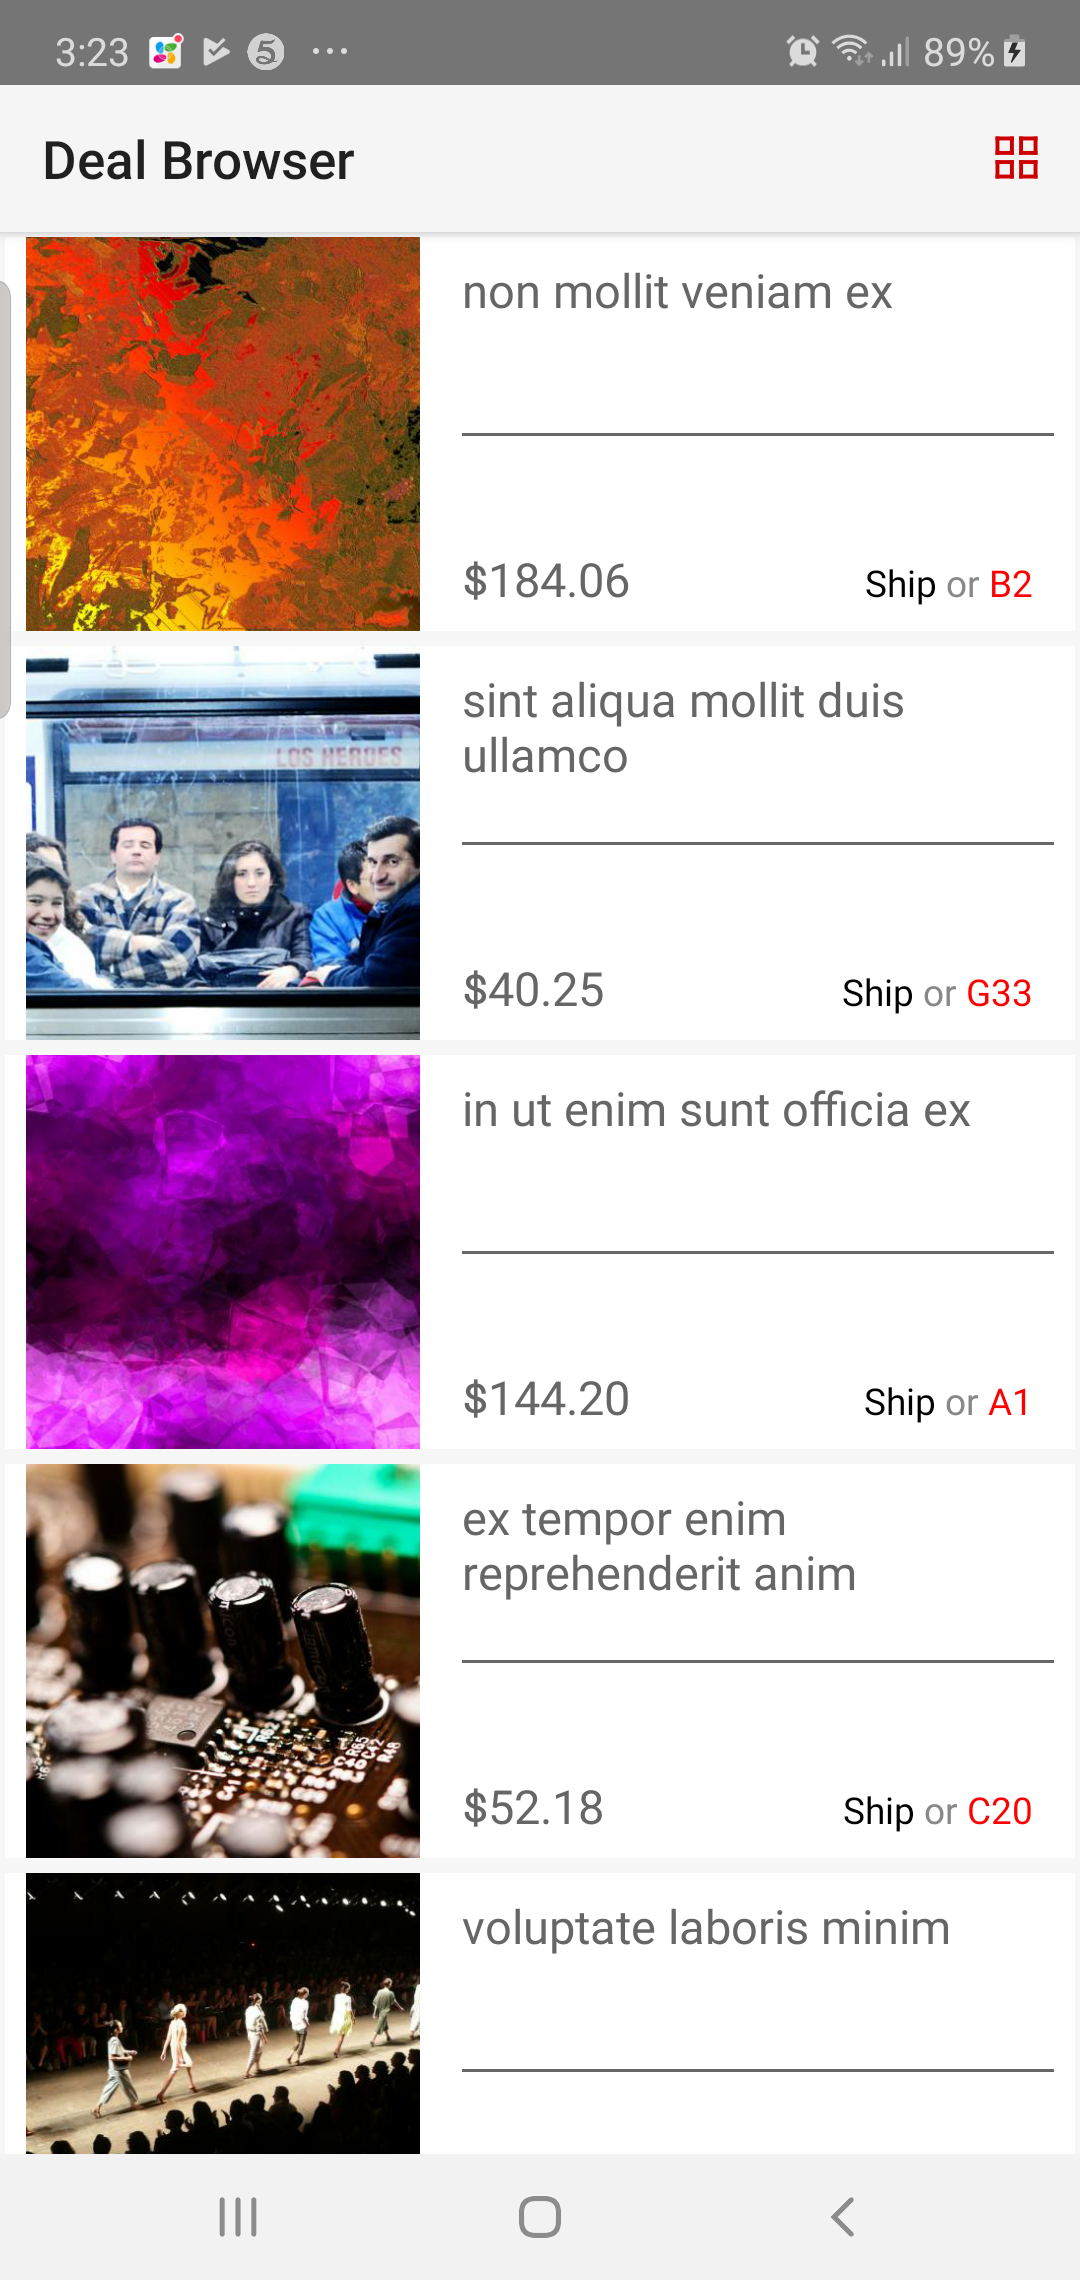 3:23
89%
Deal Browser
non mollit veniam ex
$184.06
Ship or B2
LOS HEROES
sint aliqua mollit duis
ullamco
$40.25
Ship or G33
in ut enim sunt officia ex
$144.20
Ship or A1
ex tempor enim
reprehenderit anim
$52.18
Ship or C20
voluptate laboris minim